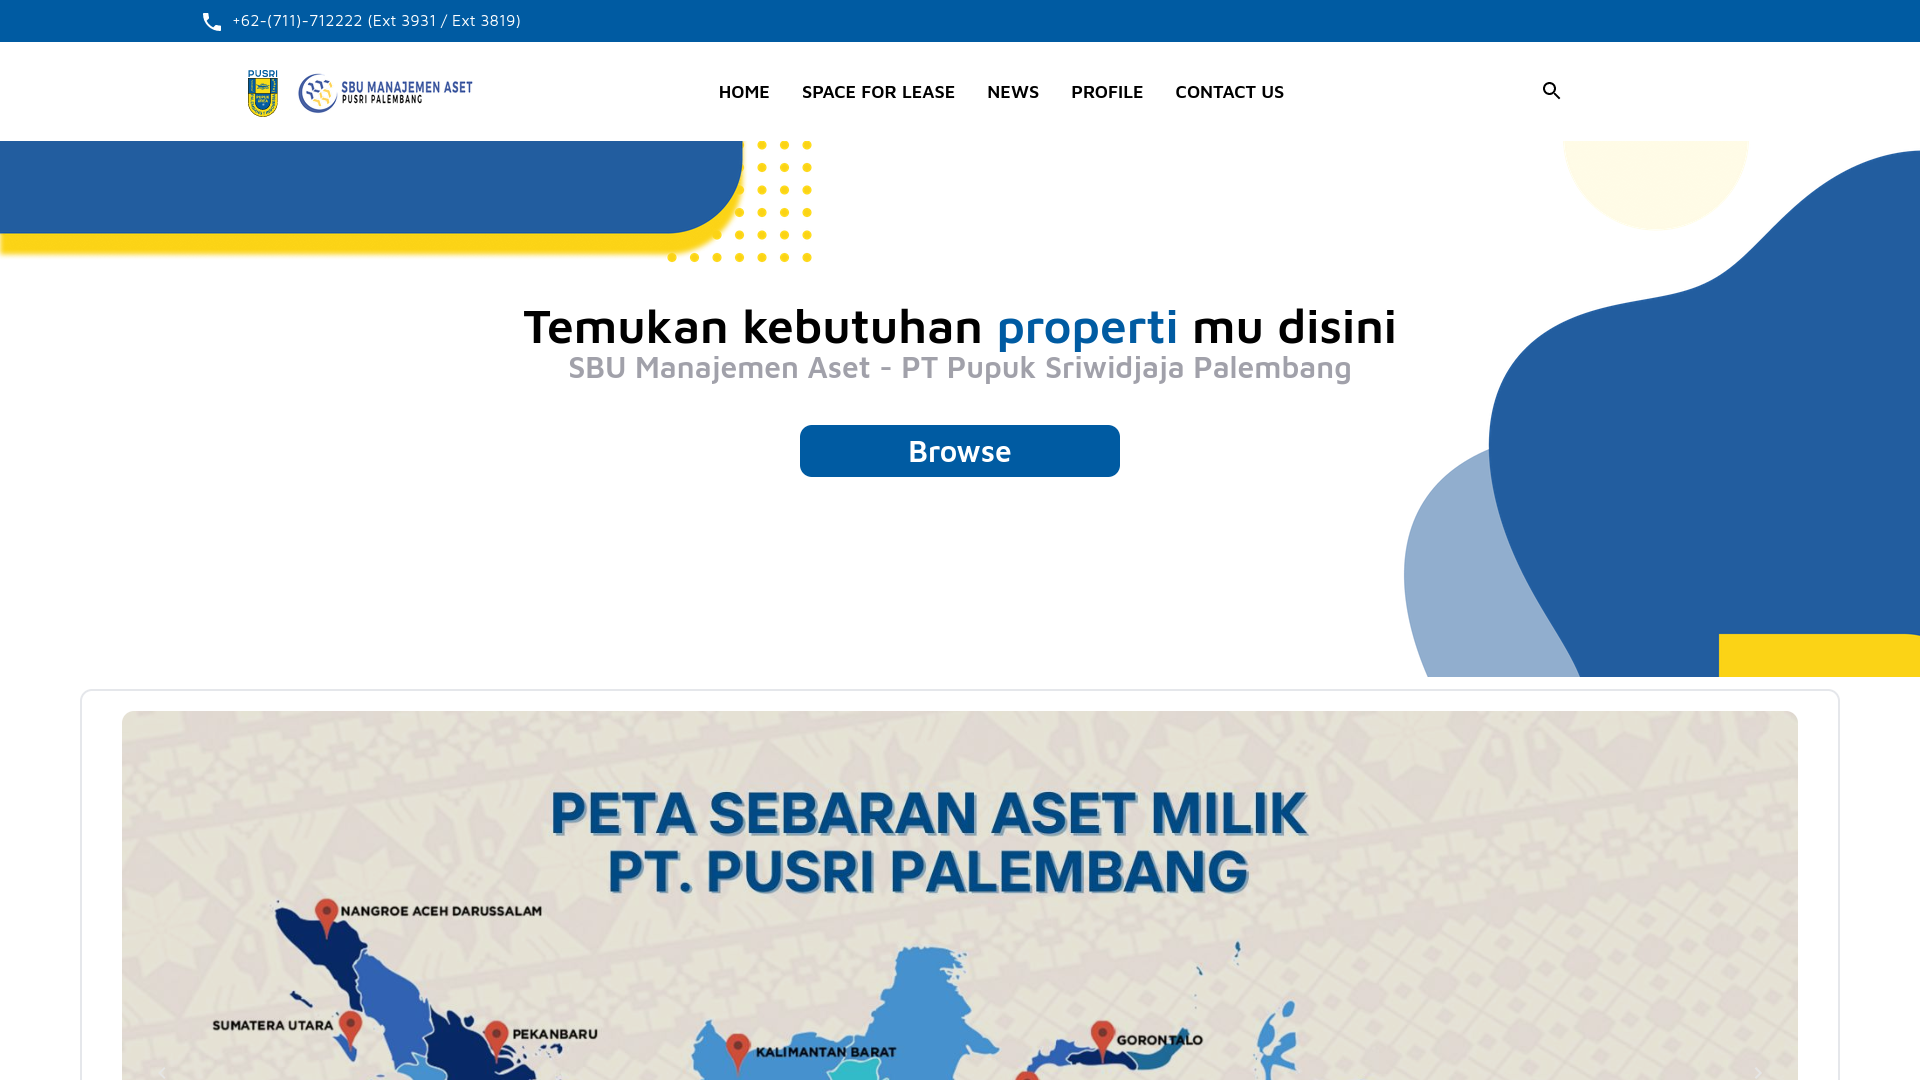 +62-(711)-712222 (Ext 3931 / Ext 3819)
PUSRI
SBU MANAJEMEN ASET
PUSRI PALEMBANG
HOME
SPACE FOR LEASE
NEWS
PROFILE
CONTACT US
Temukan kebutuhan properti mu disini
SBU Manajemen Aset - PT Pupuk Sriwidjaja Palembang
Browse
PETA SEBARAN ASET MILIK
PT. PUSRI PALEMBANG
NANGROE ACEH DARUSSALAM
SUMATERA UTARA
PEKANBARU
KALIMANTAN BARAT
GORONTALO